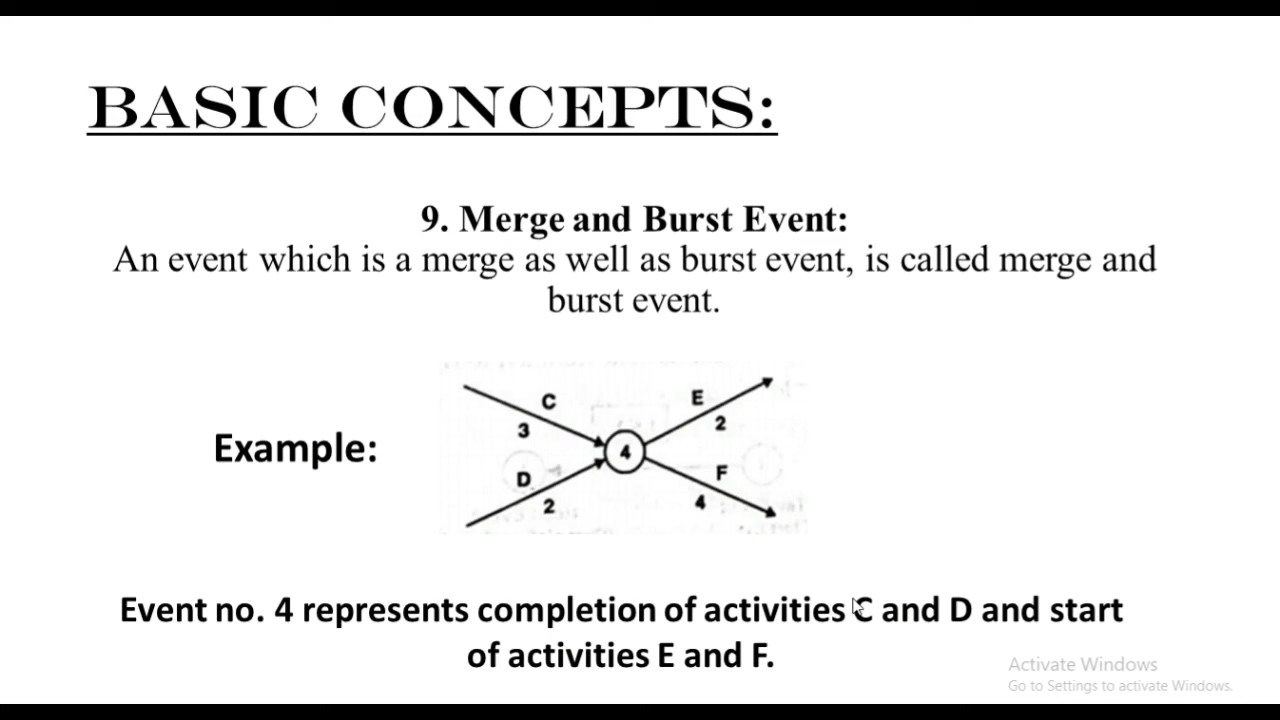 BASIC CONCEPTS:
9. Merge and Burst Event:
An event which is a merge as well as burst event, is called merge and
burst event.
C
E
3
2
Example:
4
D
F
2
4
Event no. 4 represents completion of activities C and D and start
of activities E and F.
Activate Windows
Go to Settings to activate Windows.